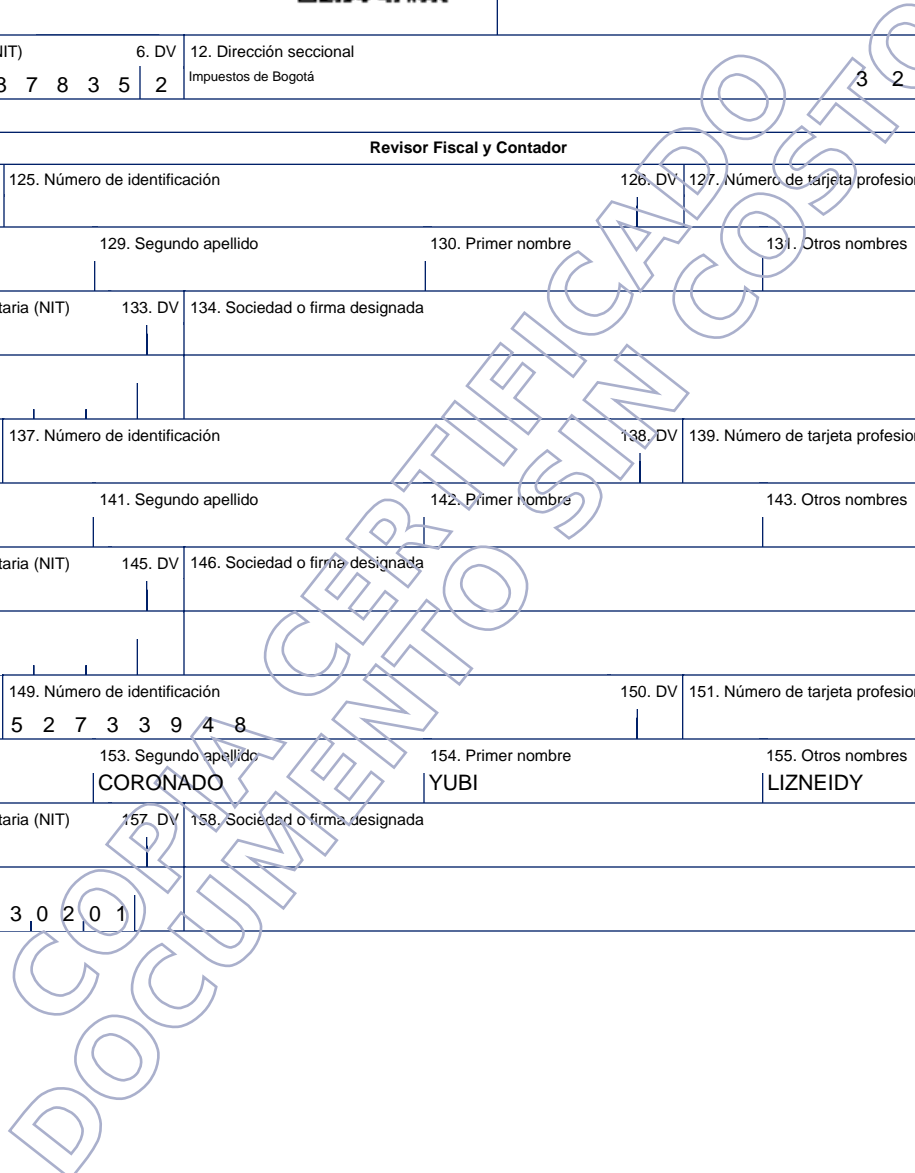 NIT) 6. DV 12. Dirección seccional
8 7 8 3 5 2 Impuestos de Bogotá 3 2
Revisor Fiscal y Contador
125. Número de identificación 126. DV 127. Número de tarjeta profesion
129. Segundo apellido 130. Primer nombre 131. Otros nombres
taria (NIT) 133. DV 134. Sociedad o firma designada
137. Número de identificación 138. DV 139. Número de tarjeta profesion
141. Segundo apellido 142. Primer nombre 143. Otros nombres
taria (NIT) 145. DV 146. Sociedad o firma designada
149. Número de identificación 150. DV 151. Número de tarjeta profesion
5 2 7 3 3 9 4 8
153. Segundo apellido 154. Primer nombre 155. Otros nombres
CORONADO YUBI LIZNEIDY
taria (NIT) 157. DV 158. Sociedad o firma designada
3 0 2 0 1
COPIA CERTIFICADO
DOCUMENTO SIN COSTO